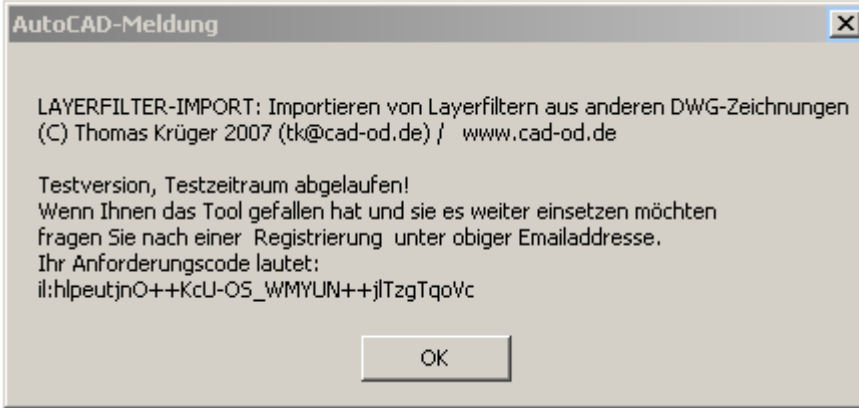 AutoCAD-Meldung
LAYERFILTER-IMPORT: Importieren von Layerfiltern aus anderen DWG-Zeichnungen
(C) Thomas Krüger 2007 (tk@cad-od.de) / www.cad-od.de
Testversion, Testzeitraum abgelaufen!
Wenn Ihnen das Tool gefallen hat und sie es weiter einsetzen möchten
fragen Sie nach einer Registrierung unter obiger Emailaddresse.
Ihr Anforderungscode lautet:
il:hlpeutjnO++KcU-OS_WMYUN++jlTzgTqoVc
OK